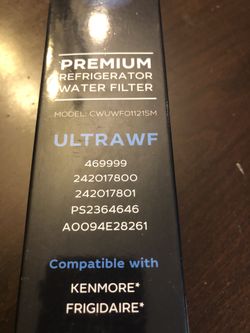 PREMIUM
REFRIGERATOR
WATER FILTER
MODEL: CWUWF01121SM
ULTRAWF
469999
242017800
242017801
PS2364646
A0094E28261
Compatible with
KENMORE*
FRIGIDAIRE*